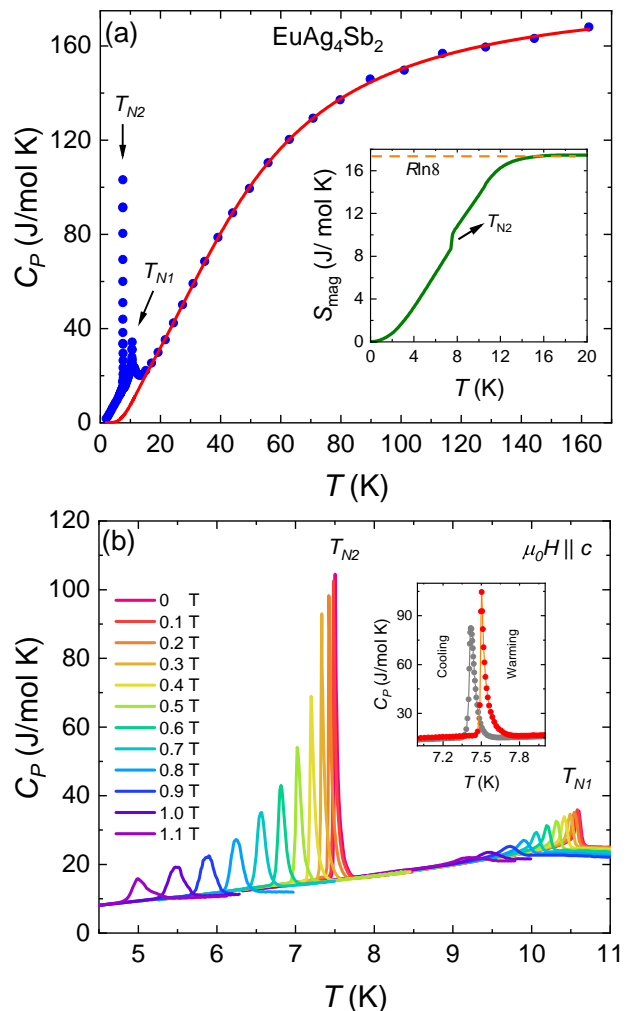 (a)
EuAg4Sb2
TN2
TN1
CP (J/mol K)
160
120
80
40
0
0 20 40 60 80 100 120 140 160
T (K)
Rln8
TN2
Smag (J/ mol K)
16
12
8
4
0
0 4 8 12 16 20
T (K)
(b)
TN2
μ0H || c
0 T
0.1 T
0.2 T
0.3 T
0.4 T
0.5 T
0.6 T
0.7 T
0.8 T
0.9 T
1.0 T
1.1 T
CP (J/mol K)
120
100
80
60
40
20
0
5 6 7 8 9 10 11
T (K)
TN1
CP (J/mol K)
90
60
30
Cooling
Warming
7.2 7.5 7.8
T (K)